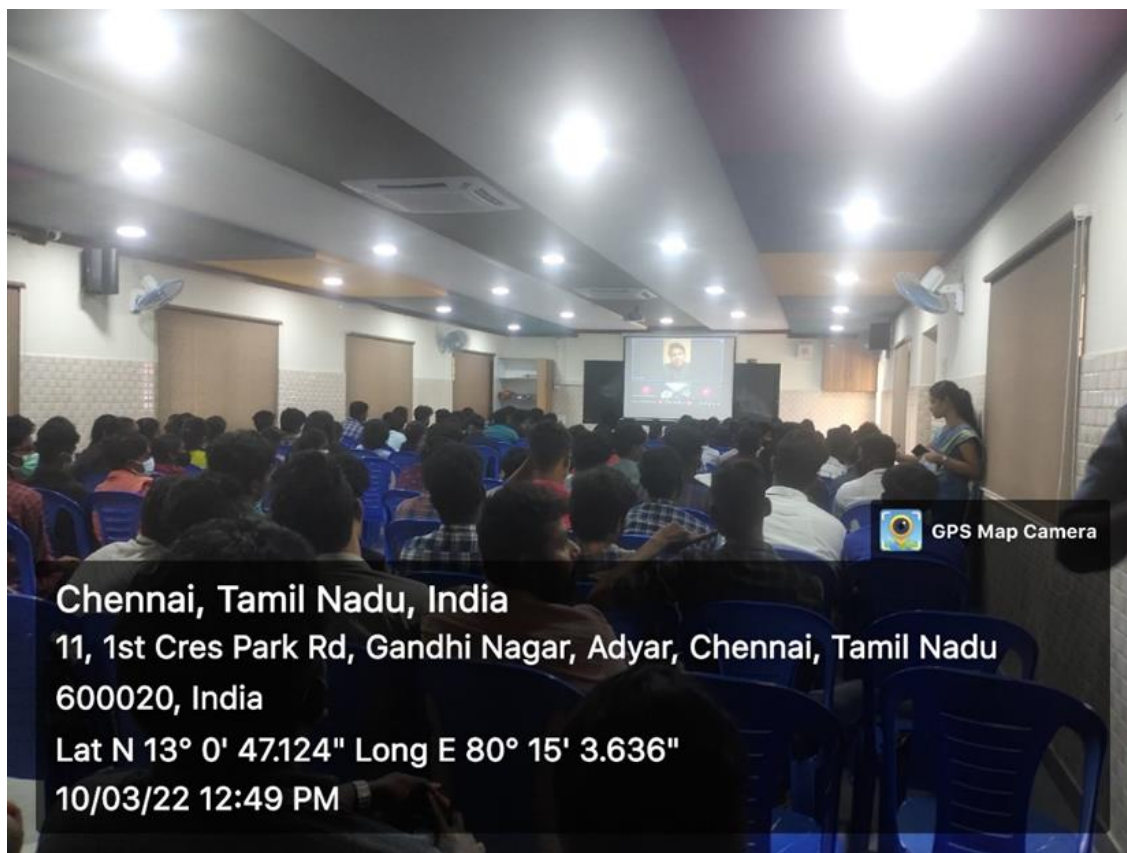 GPS Map Camera
Chennai, Tamil Nadu, India
11, 1st Cres Park Rd, Gandhi Nagar, Adyar, Chennai, Tamil Nadu
600020, India
Lat N 13° 0' 47.124" Long E 80° 15' 3.636"
10/03/22 12:49 PM